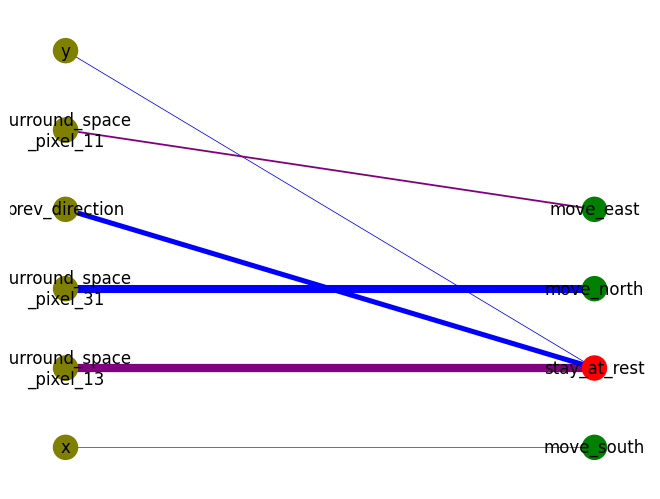 y
urround_space
_pixel_11
prev_direction
move_east
urround_space
_pixel_31
move_north
urround_space
_pixel_13
stay_at_rest
x
move_south